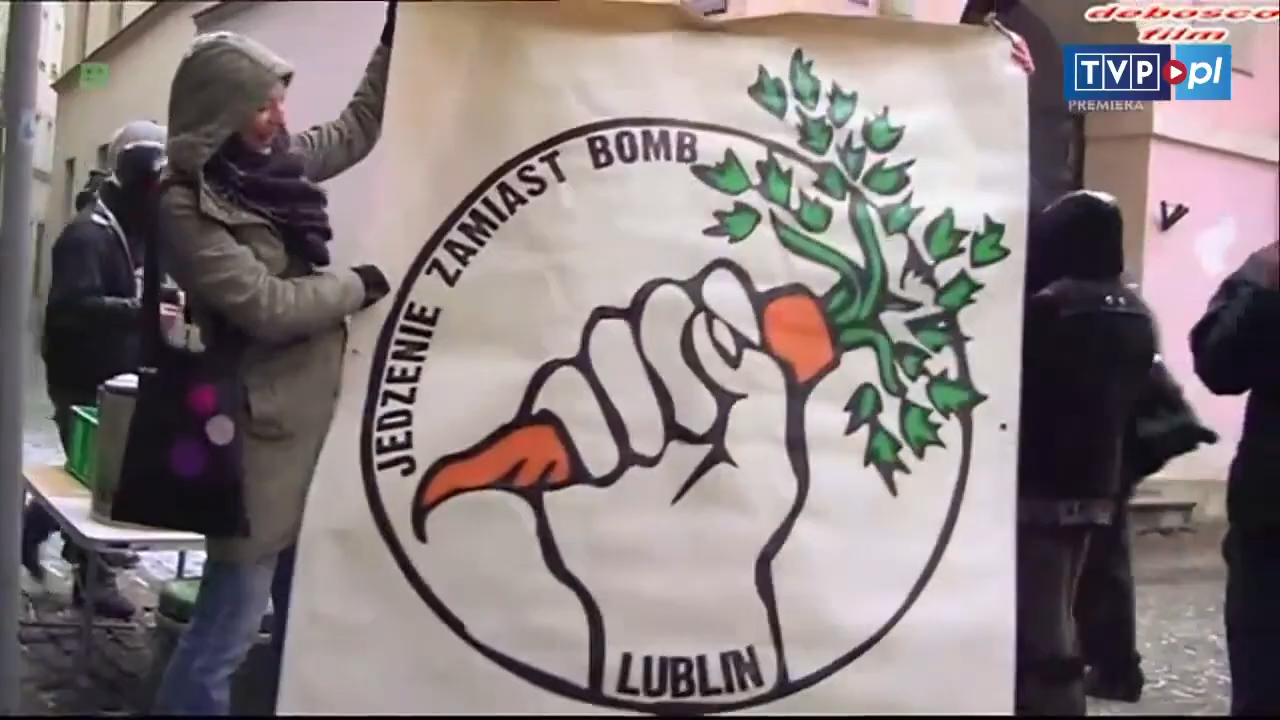 debosco
film
TVP pl
PREMIERA
JEDZENIE ZAMIAST BOMB
LUBLIN